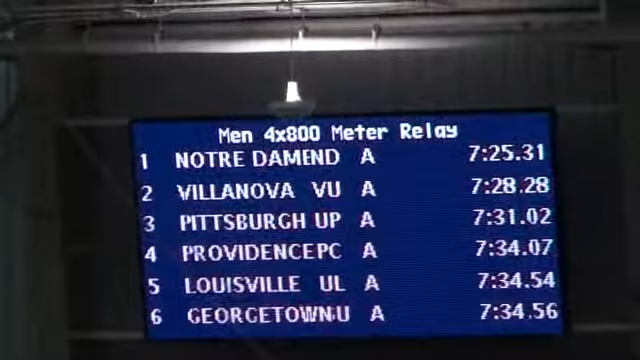 Men 4x800 Meter Relay
1 NOTRE DAMEND A 7:25.31
2 VILLANOVA VU A 7:28.28
3 PITTSBURGH UP A 7:31.02
4 PROVIDENCEPC A 7:34.07
5 LOUISVILLE UL A 7:34.54
6 GEORGETOWNU A 7:34.56